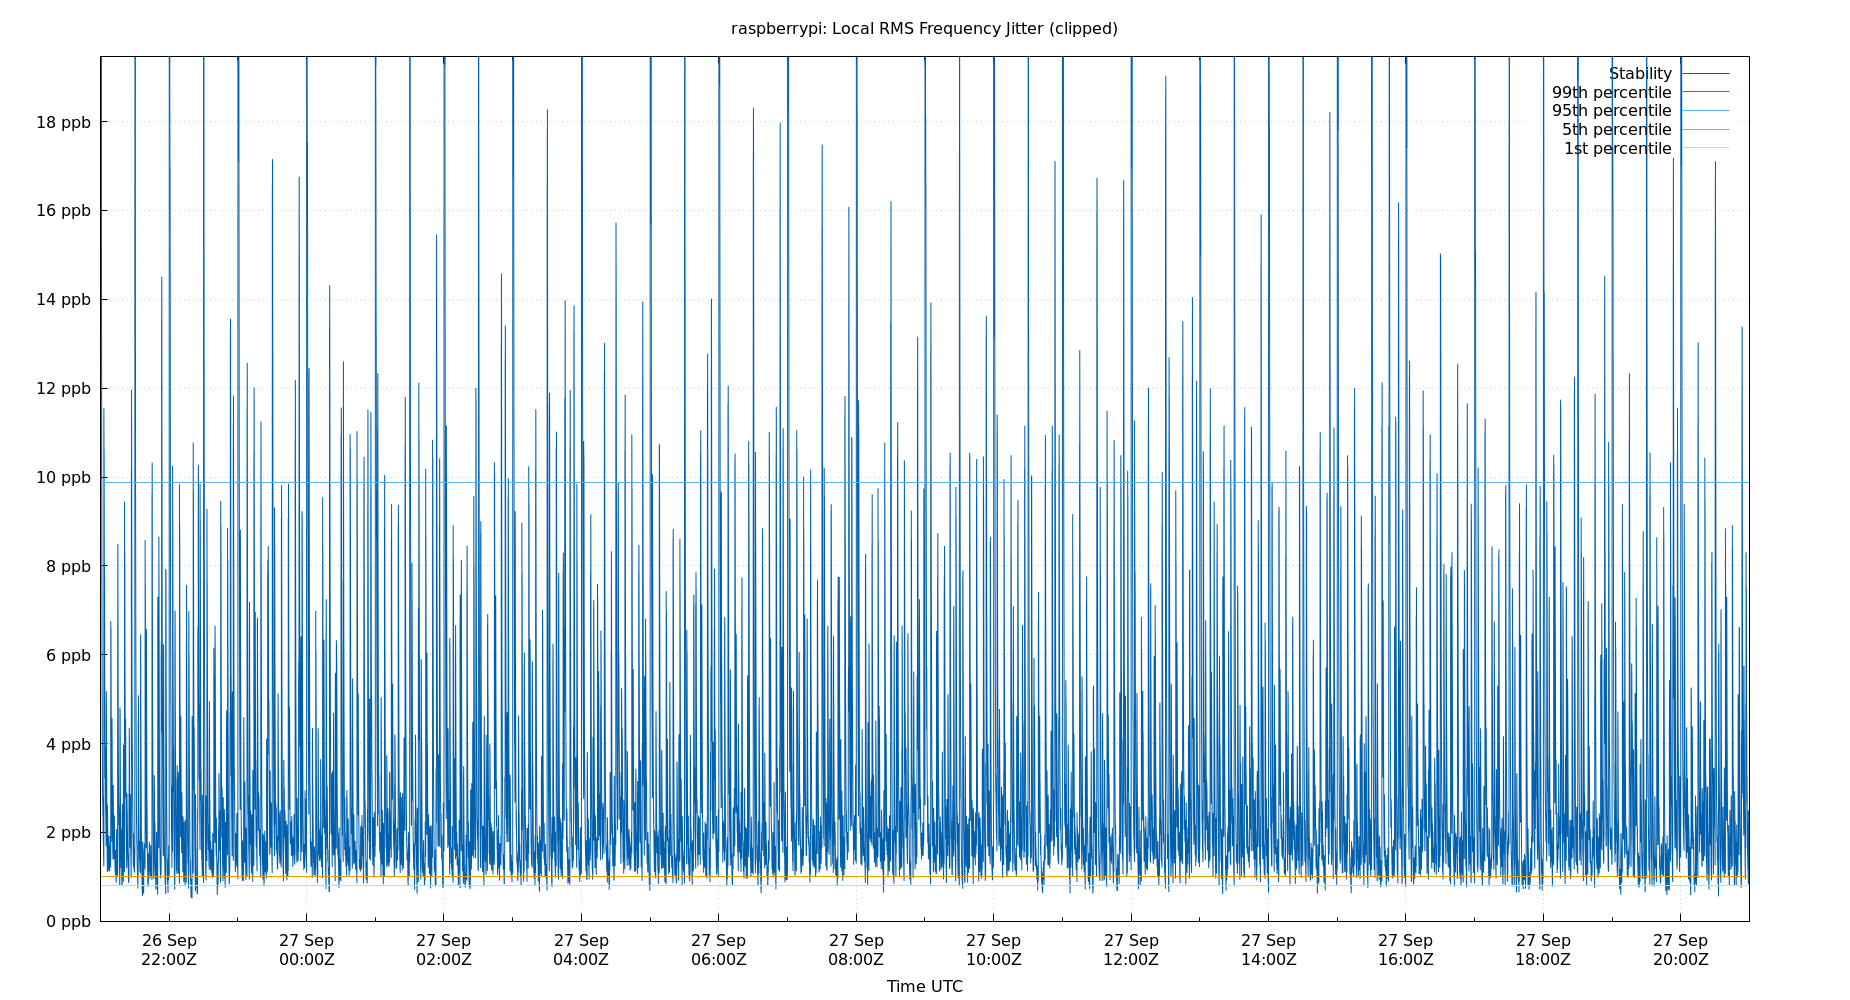 raspberrypi: Local RMS Frequency Jitter (clipped)
Stability
99th percentile
95th percentile
5th percentile
1st percentile
18 ppb
16 ppb
14 ppb
12 ppb
10 ppb
8 ppb
6 ppb
4 ppb
2 ppb
0 ppb
26 Sep 27 Sep 27 Sep 27 Sep 27 Sep 27 Sep 27 Sep 27 Sep 27 Sep 27 Sep 27 Sep 27 Sep
22:00Z 00:00Z 02:00Z 04:00Z 06:00Z 08:00Z 10:00Z 12:00Z 14:00Z 16:00Z 18:00Z 20:00Z
Time UTC